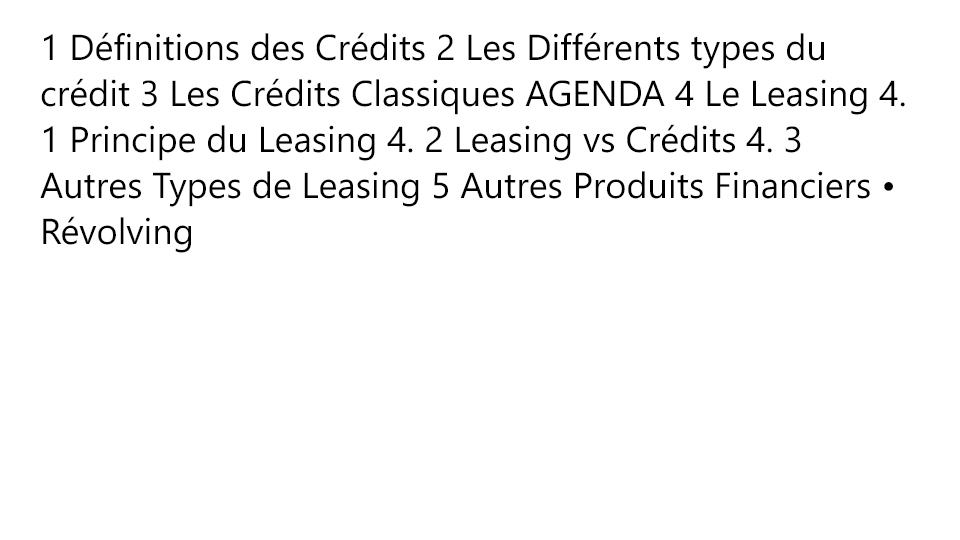 1 Définitions des Crédits 2 Les Différents types du
crédit 3 Les Crédits Classiques AGENDA 4 Le Leasing 4.
1 Principe du Leasing 4. 2 Leasing vs Crédits 4. 3
Autres Types de Leasing 5 Autres Produits Financiers •
Révolving